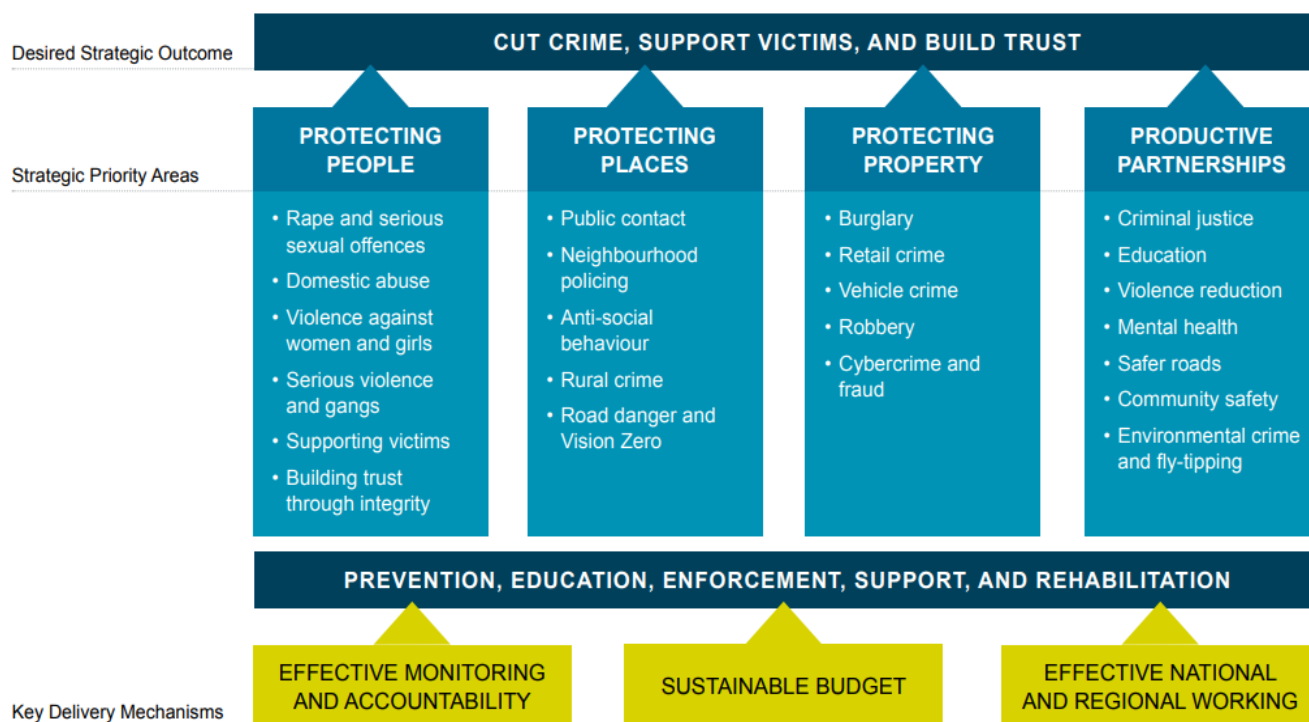 Desired Strategic Outcome
CUT CRIME, SUPPORT VICTIMS, AND BUILD TRUST
Strategic Priority Areas
PROTECTING
PEOPLE
• Rape and serious
sexual offences
• Domestic abuse
• Violence against
women and girls
• Serious violence
and gangs
• Supporting victims
• Building trust
through integrity
PROTECTING
PLACES
• Public contact
• Neighbourhood
policing
• Anti-social
behaviour
• Rural crime
• Road danger and
Vision Zero
PROTECTING
PROPERTY
• Burglary
• Retail crime
• Vehicle crime
• Robbery
• Cybercrime and
fraud
PRODUCTIVE
PARTNERSHIPS
• Criminal justice
• Education
• Violence reduction
• Mental health
• Safer roads
• Community safety
• Environmental crime
and fly-tipping
PREVENTION, EDUCATION, ENFORCEMENT, SUPPORT, AND REHABILITATION
Key Delivery Mechanisms
EFFECTIVE MONITORING
AND ACCOUNTABILITY
SUSTAINABLE BUDGET
EFFECTIVE NATIONAL
AND REGIONAL WORKING